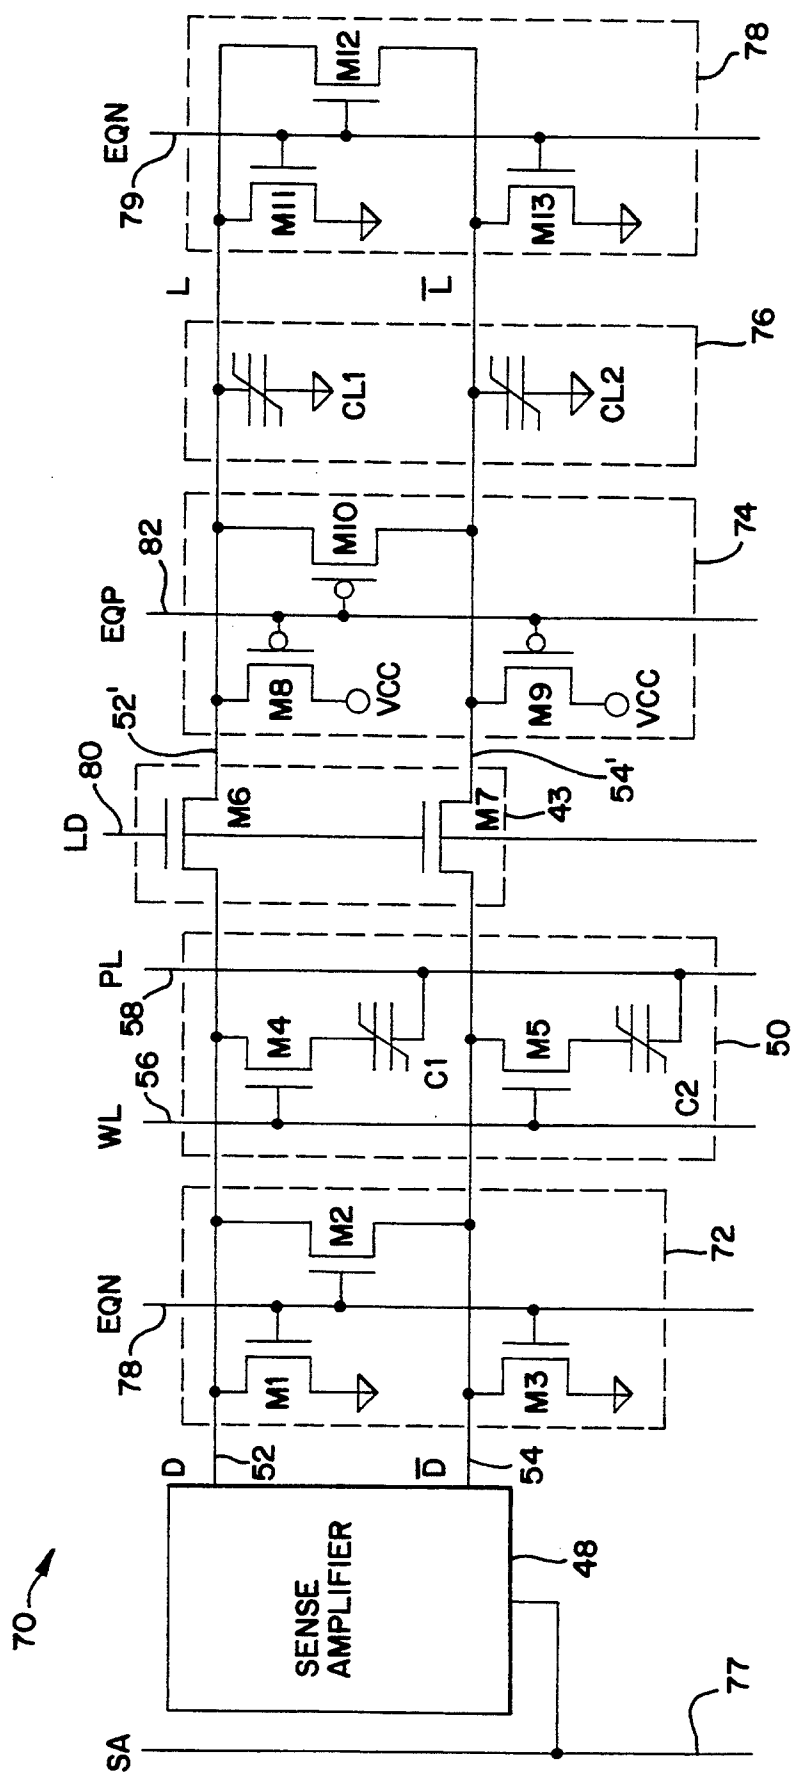 70
SA
77
SENSE
AMPLIFIER
48
D
52
D̅
54
EQN
78
M1
M2
M3
72
WL
56
PL
58
M4
C1
M5
C2
50
LD
80
M6
M7
43
52'
54'
EQP
82
M8
VCC
M10
M9
VCC
74
CL1
CL2
76
L
L̅
EQN
79
M11
M12
M13
78